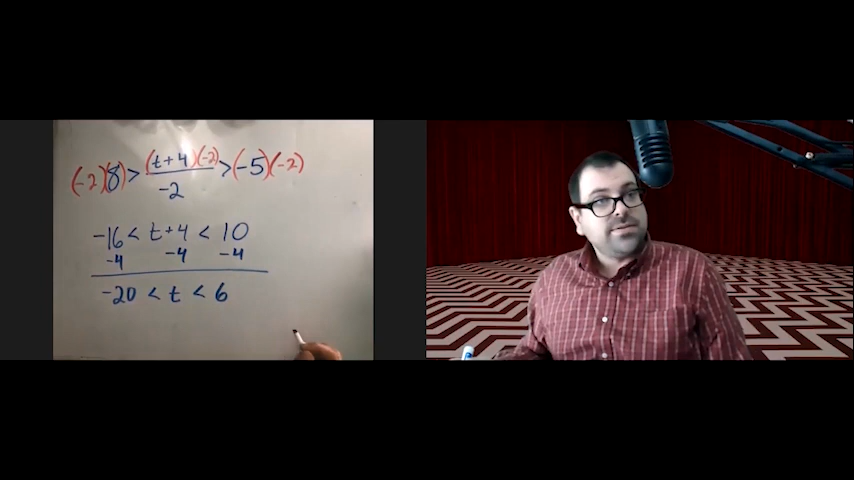 (-2)(8) > (t+4)(-2) > (-5)(-2)
-2
-16 < t+4 < 10
-4 -4 -4
-20 < t < 6